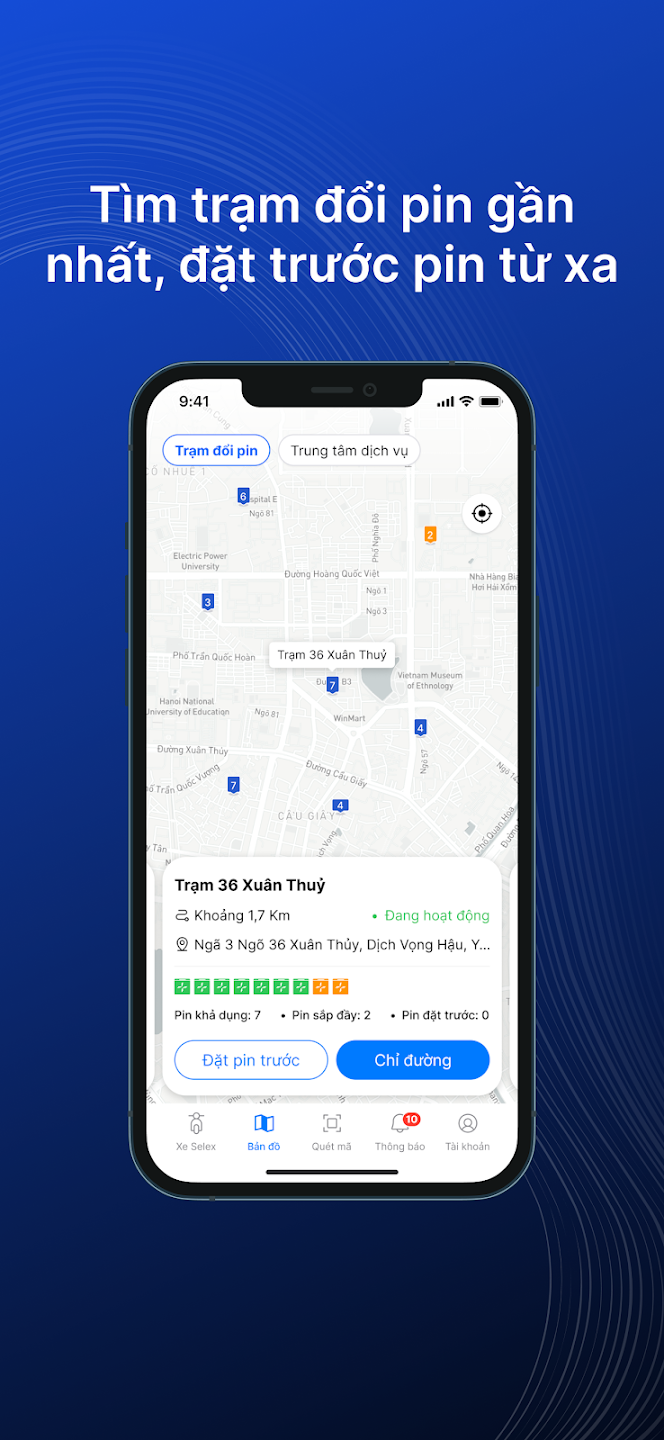 Tìm trạm đổi pin gần
nhất, đặt trước pin từ xa
9:41
Trạm đổi pin
Trung tâm dịch vụ
CỔ NHUẾ 1
6
spital E
Ngõ 81
2
Phố Nghĩa Đô
Electric Power
University
Đường Hoàng Quốc Việt
Nhà Hàng Bia
Hơi Hải Xồm
Ngõ 1
3
Ngõ 3
Phố Trần Quốc Hoàn
Trạm 36 Xuân Thuỷ
B3
7
Vietnam Museum
of Ethnology
Hanoi National
University of Education
Ngõ 81
WinMart
4
Ngõ 57
Đường Xuân Thủy
Ngõ 14
Phố Trần Quốc Vượng
Đường Cầu Giấy
7
4
CẦU GIẤY
Phố Quan Hoa
Trạm 36 Xuân Thuỷ
Khoảng 1,7 Km
• Đang hoạt động
Ngã 3 Ngõ 36 Xuân Thủy, Dịch Vọng Hậu, Y...
Pin khả dụng: 7 • Pin sắp đầy: 2 • Pin đặt trước: 0
Đặt pin trước
Chỉ đường
10
Xe Selex
Bản đồ
Quét mã
Thông báo
Tài khoản